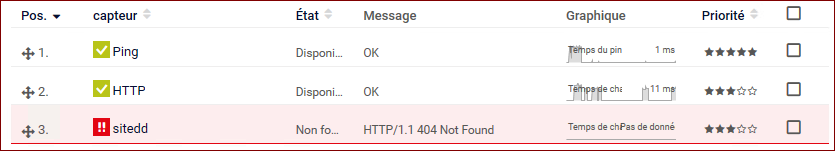 Pos. capteur État Message Graphique Priorité
1. Ping Disponi... OK Temps du pin 1 ms
2. HTTP Disponi... OK Temps de cha 11 ms
3. sitedd Non fo... HTTP/1.1 404 Not Found Temps de cha Pas de donné